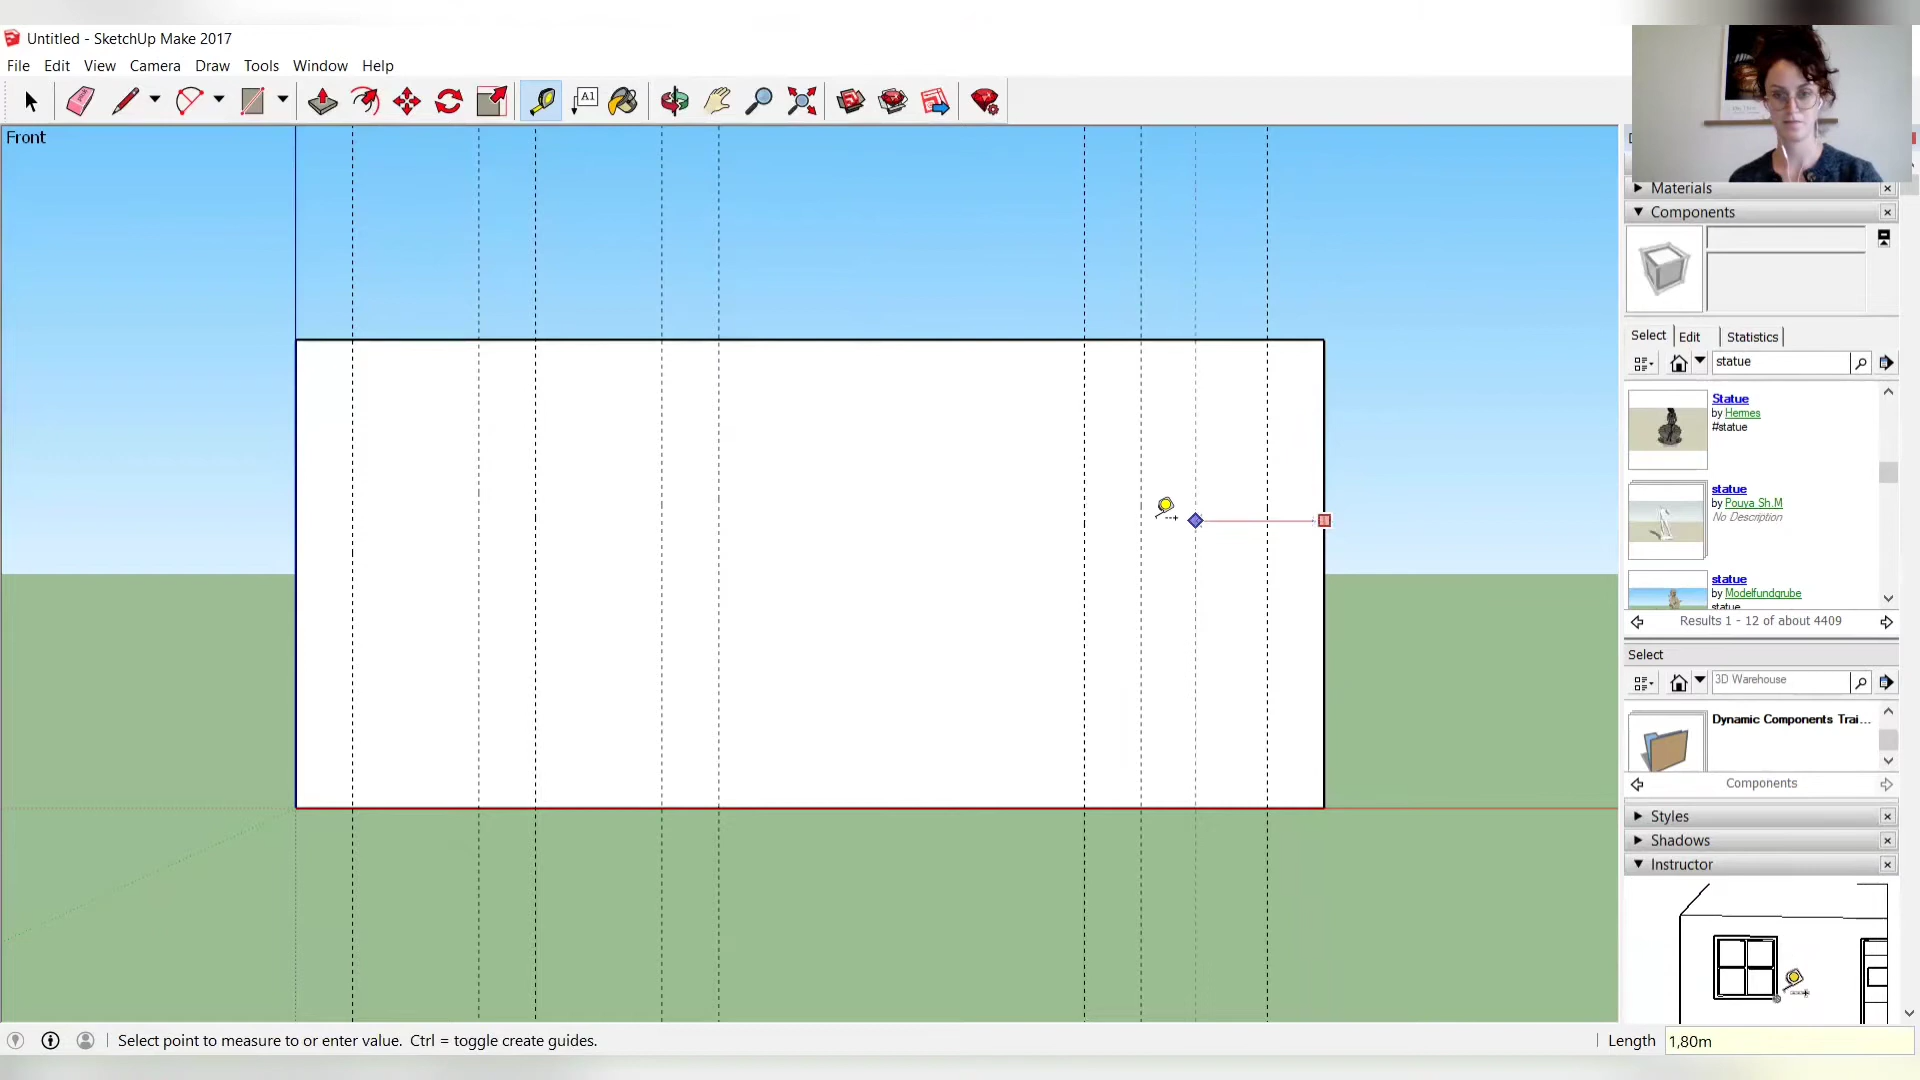 Untitled - SketchUp Make 2017
File Edit View Camera Draw Tools Window Help
A1
Front
Materials
Components
Select Edit Statistics
statue
Statue
by Hermes
#statue
statue
by Pouya Sh.M
No Description
statue
by Modelfundgrube
statue
Results 1 - 12 of about 4409
Select
3D Warehouse
Dynamic Components Trai...
Components
Styles
Shadows
Instructor
Select point to measure to or enter value. Ctrl = toggle create guides.
Length 1,80m